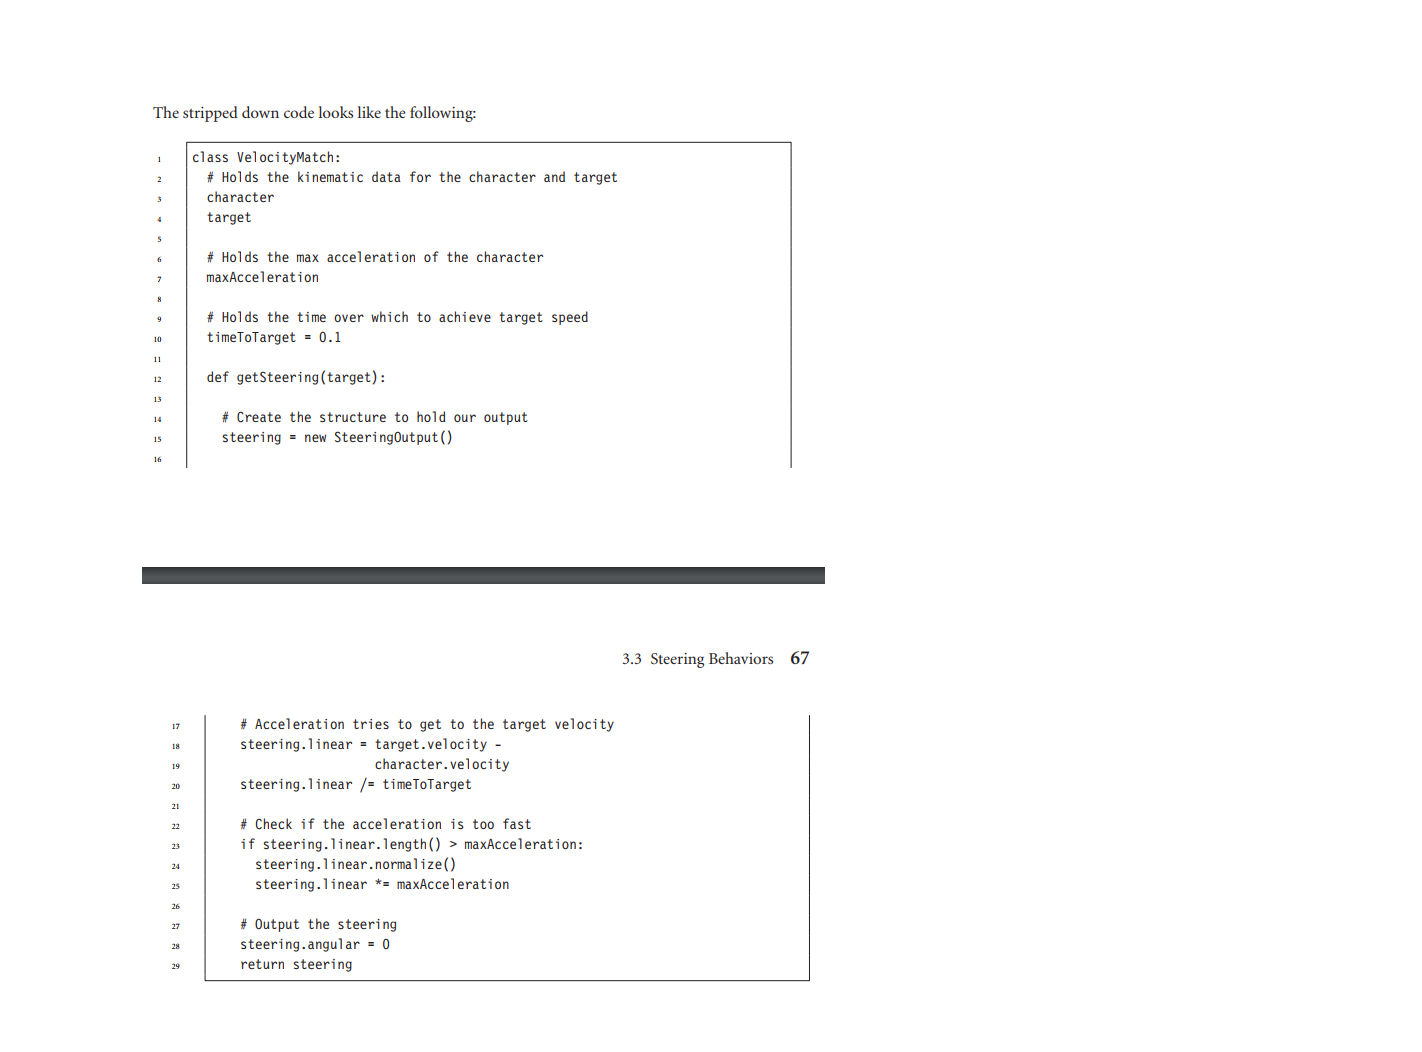 The stripped down code looks like the following:
1 class VelocityMatch:
2 # Holds the kinematic data for the character and target
3 character
4 target
5
6 # Holds the max acceleration of the character
7 maxAcceleration
8
9 # Holds the time over which to achieve target speed
10 timeToTarget = 0.1
11
12 def getSteering(target):
13
14 # Create the structure to hold our output
15 steering = new SteeringOutput()
16
3.3 Steering Behaviors 67
17 # Acceleration tries to get to the target velocity
18 steering.linear = target.velocity -
19 character.velocity
20 steering.linear /= timeToTarget
21
22 # Check if the acceleration is too fast
23 if steering.linear.length() > maxAcceleration:
24 steering.linear.normalize()
25 steering.linear *= maxAcceleration
26
27 # Output the steering
28 steering.angular = 0
29 return steering